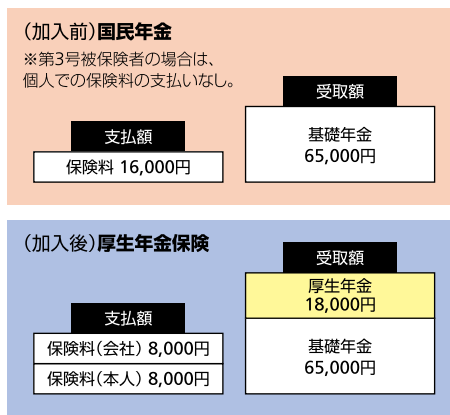 （加入前）国民年金
※第3号被保険者の場合は、
個人での保険料の支払いなし。
支払額
保険料 16,000円
受取額
基礎年金
65,000円
（加入後）厚生年金保険
支払額
保険料（会社） 8,000円
保険料（本人） 8,000円
受取額
厚生年金
18,000円
基礎年金
65,000円